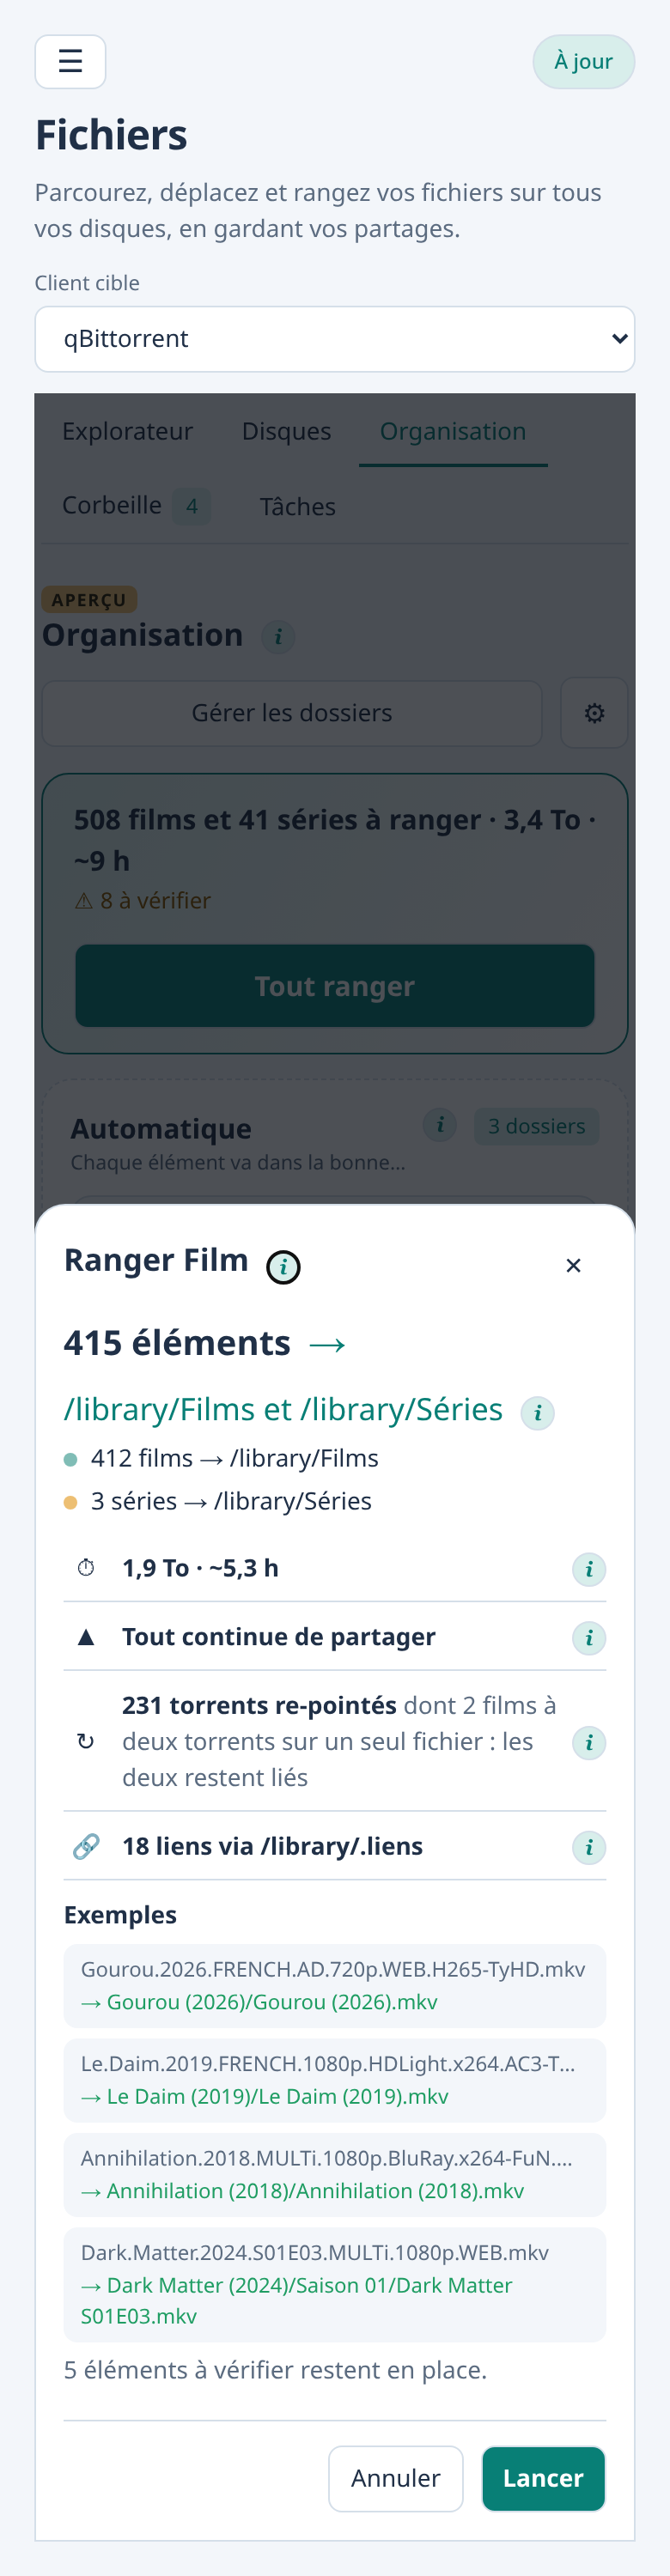 ☰
À jour
Fichiers
Parcourez, déplacez et rangez vos fichiers sur tous
vos disques, en gardant vos partages.
Client cible
qBittorrent
Explorateur Disques Organisation
Corbeille 4 Tâches
APERÇU
Organisation i
Gérer les dossiers ⚙
508 films et 41 séries à ranger · 3,4 To ·
~9 h
⚠ 8 à vérifier
Tout ranger
Automatique i 3 dossiers
Chaque élément va dans la bonne...
Ranger Film i ×
415 éléments →
/library/Films et /library/Séries i
412 films → /library/Films
3 séries → /library/Séries
⏱ 1,9 To · ~5,3 h i
▲ Tout continue de partager i
231 torrents re-pointés dont 2 films à
↻ deux torrents sur un seul fichier : les i
deux restent liés
🔗 18 liens via /library/.liens i
Exemples
Gourou.2026.FRENCH.AD.720p.WEB.H265-TyHD.mkv
→ Gourou (2026)/Gourou (2026).mkv
Le.Daim.2019.FRENCH.1080p.HDLight.x264.AC3-T...
→ Le Daim (2019)/Le Daim (2019).mkv
Annihilation.2018.MULTi.1080p.BluRay.x264-FuN....
→ Annihilation (2018)/Annihilation (2018).mkv
Dark.Matter.2024.S01E03.MULTi.1080p.WEB.mkv
→ Dark Matter (2024)/Saison 01/Dark Matter
S01E03.mkv
5 éléments à vérifier restent en place.
Annuler Lancer